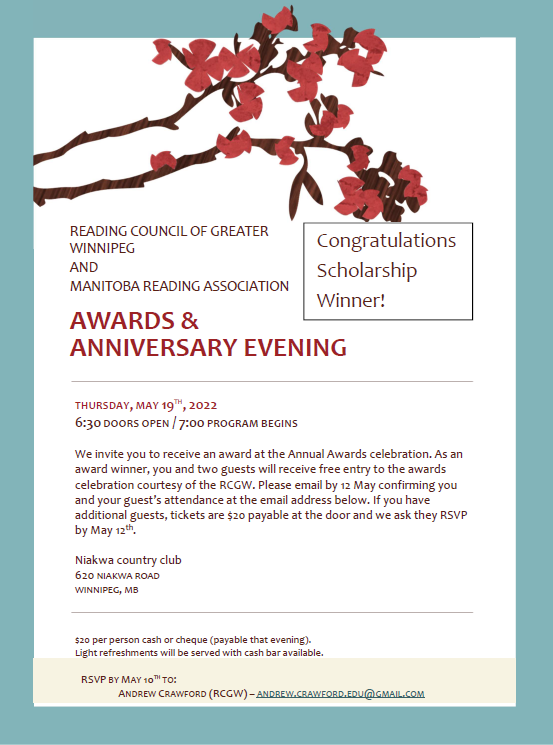 READING COUNCIL OF GREATER
WINNIPEG
AND
MANITOBA READING ASSOCIATION
Congratulations
Scholarship
Winner!
AWARDS &
ANNIVERSARY EVENING
THURSDAY, MAY 19TH, 2022
6:30 DOORS OPEN / 7:00 PROGRAM BEGINS
We invite you to receive an award at the Annual Awards celebration. As an
award winner, you and two guests will receive free entry to the awards
celebration courtesy of the RCGW. Please email by 12 May confirming you
and your guest's attendance at the email address below. If you have
additional guests, tickets are $20 payable at the door and we ask they RSVP
by May 12th.
Niakwa country club
620 NIAKWA ROAD
WINNIPEG, MB
$20 per person cash or cheque (payable that evening).
Light refreshments will be served with cash bar available.
RSVP BY MAY 10TH TO:
ANDREW CRAWFORD (RCGW) – ANDREW.CRAWFORD.EDU@GMAIL.COM